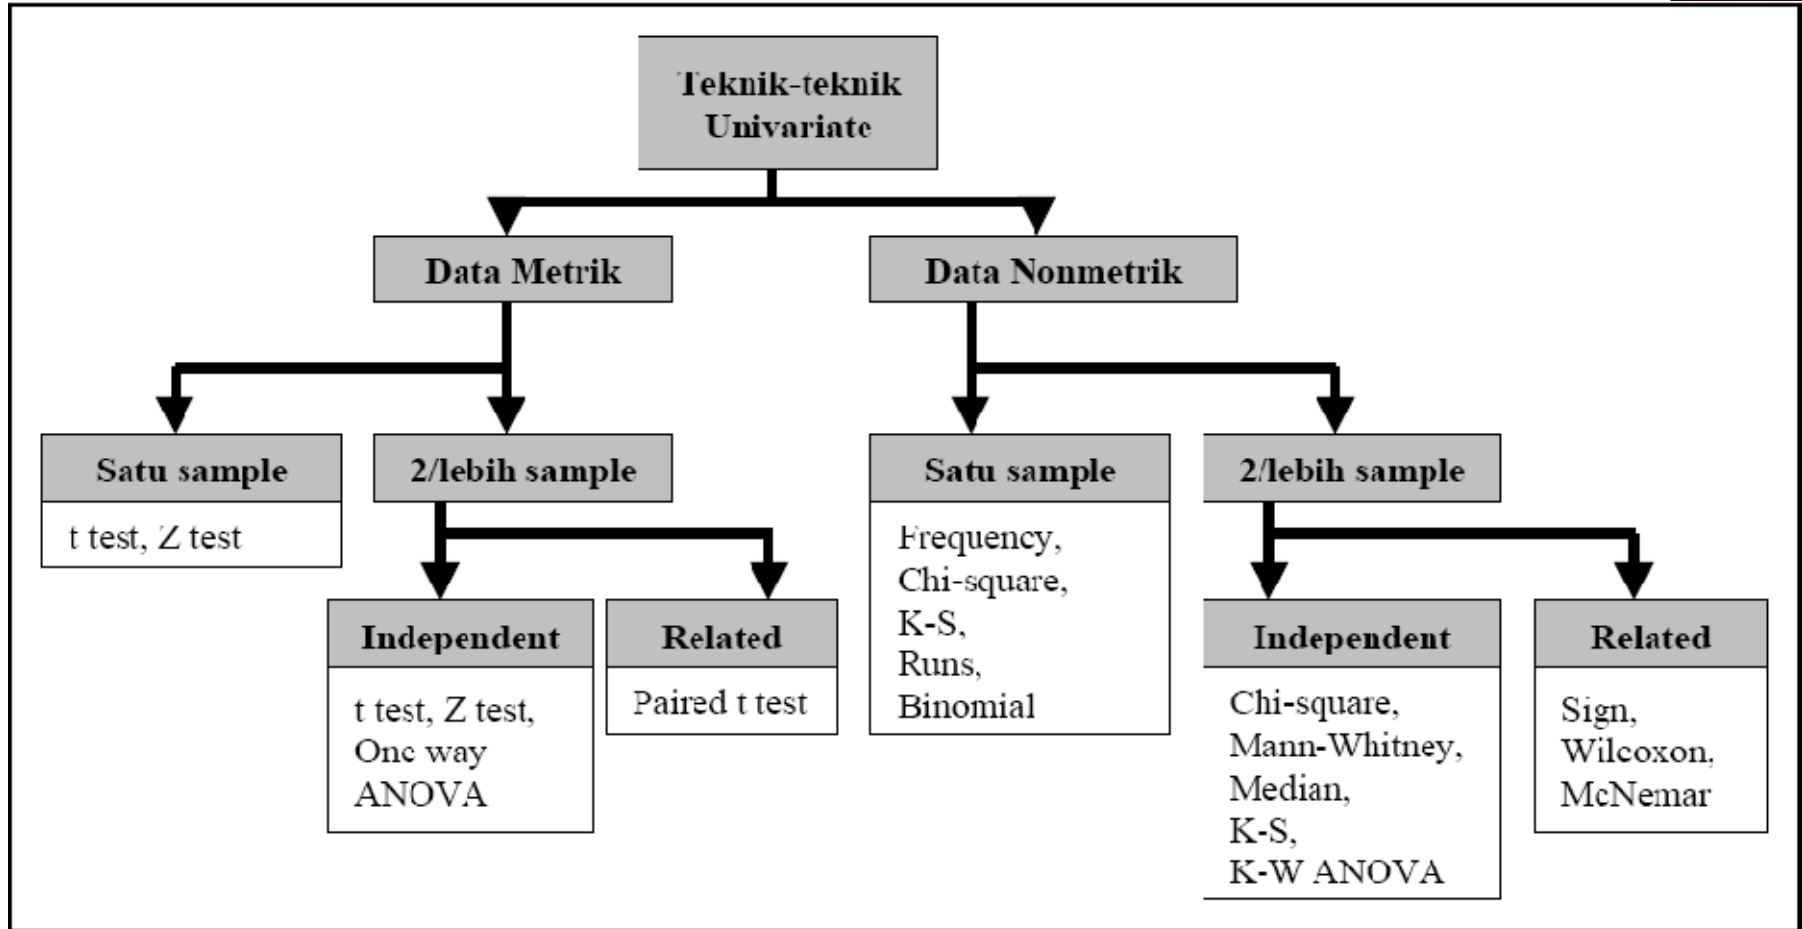 Teknik-teknik
Univariate
Data Metrik
Data Nonmetrik
Satu sample
t test, Z test
2/lebih sample
Independent
t test, Z test,
One way
ANOVA
Related
Paired t test
Satu sample
Frequency,
Chi-square,
K-S,
Runs,
Binomial
2/lebih sample
Independent
Chi-square,
Mann-Whitney,
Median,
K-S,
K-W ANOVA
Related
Sign,
Wilcoxon,
McNemar